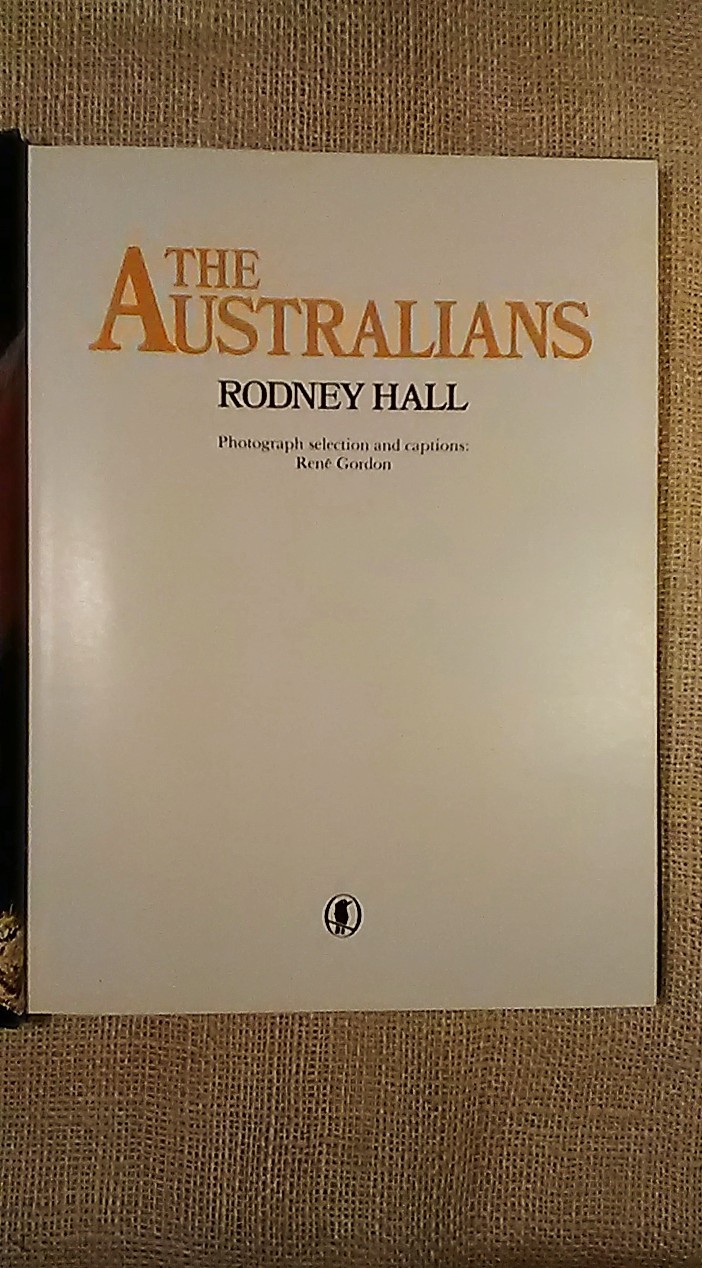 THE
AUSTRALIANS
RODNEY HALL
Photograph selection and captions:
René Gordon